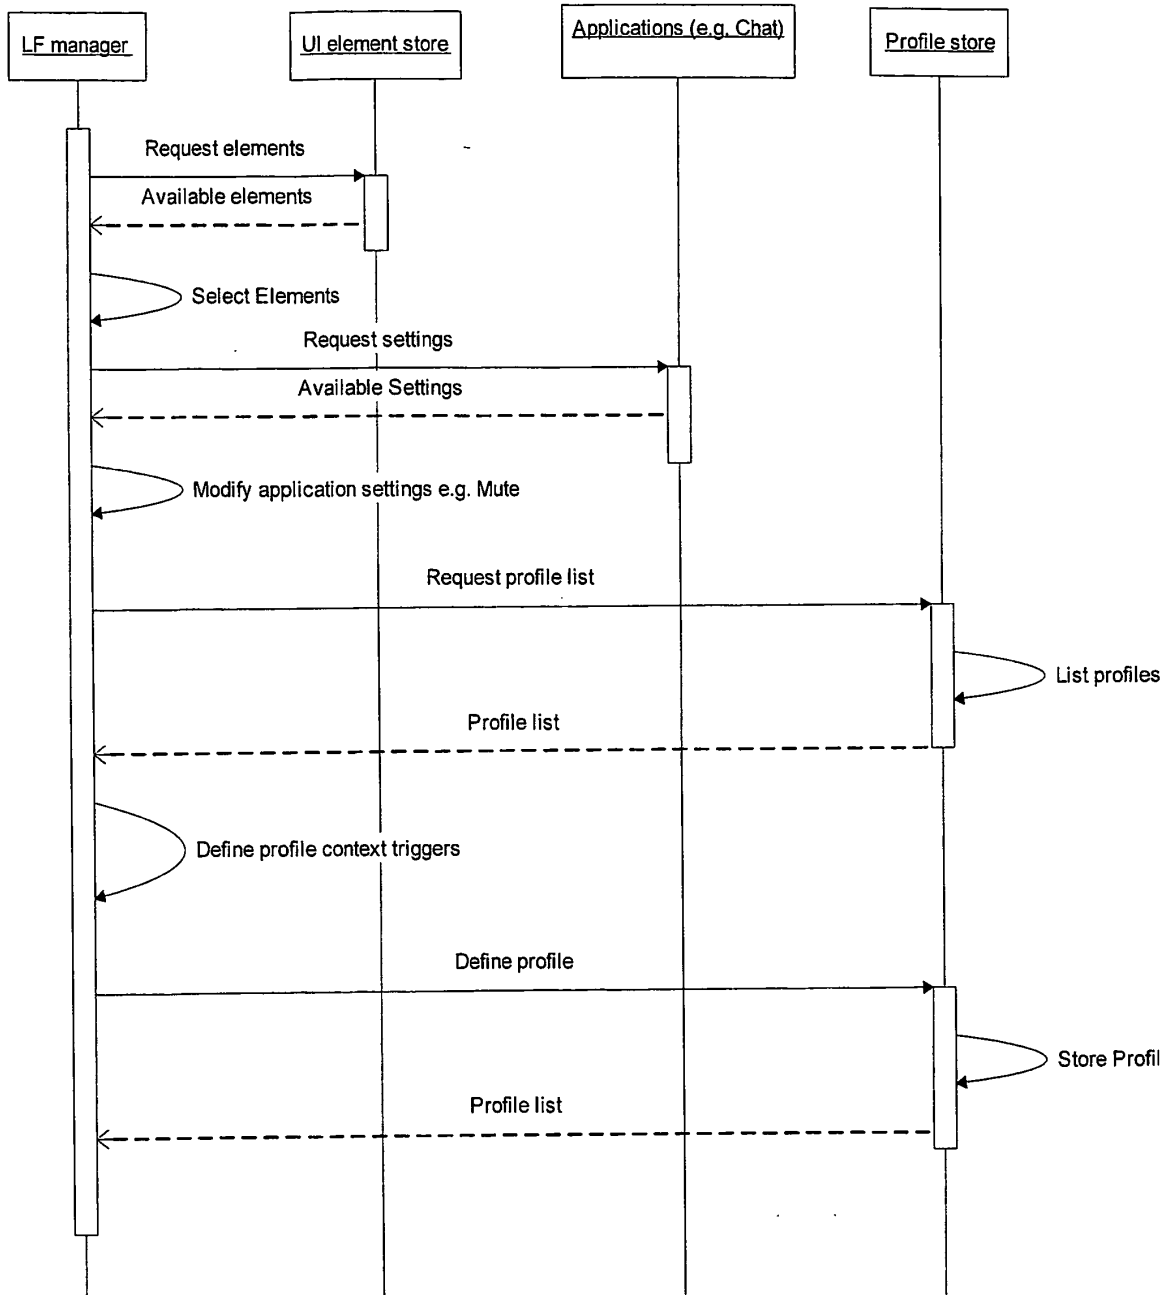 LF manager
UI element store
Applications (e.g. Chat)
Profile store
Request elements
Available elements
Select Elements
Request settings
Available Settings
Modify application settings e.g. Mute
Request profile list
List profiles
Profile list
Define profile context triggers
Define profile
Store Profil
Profile list